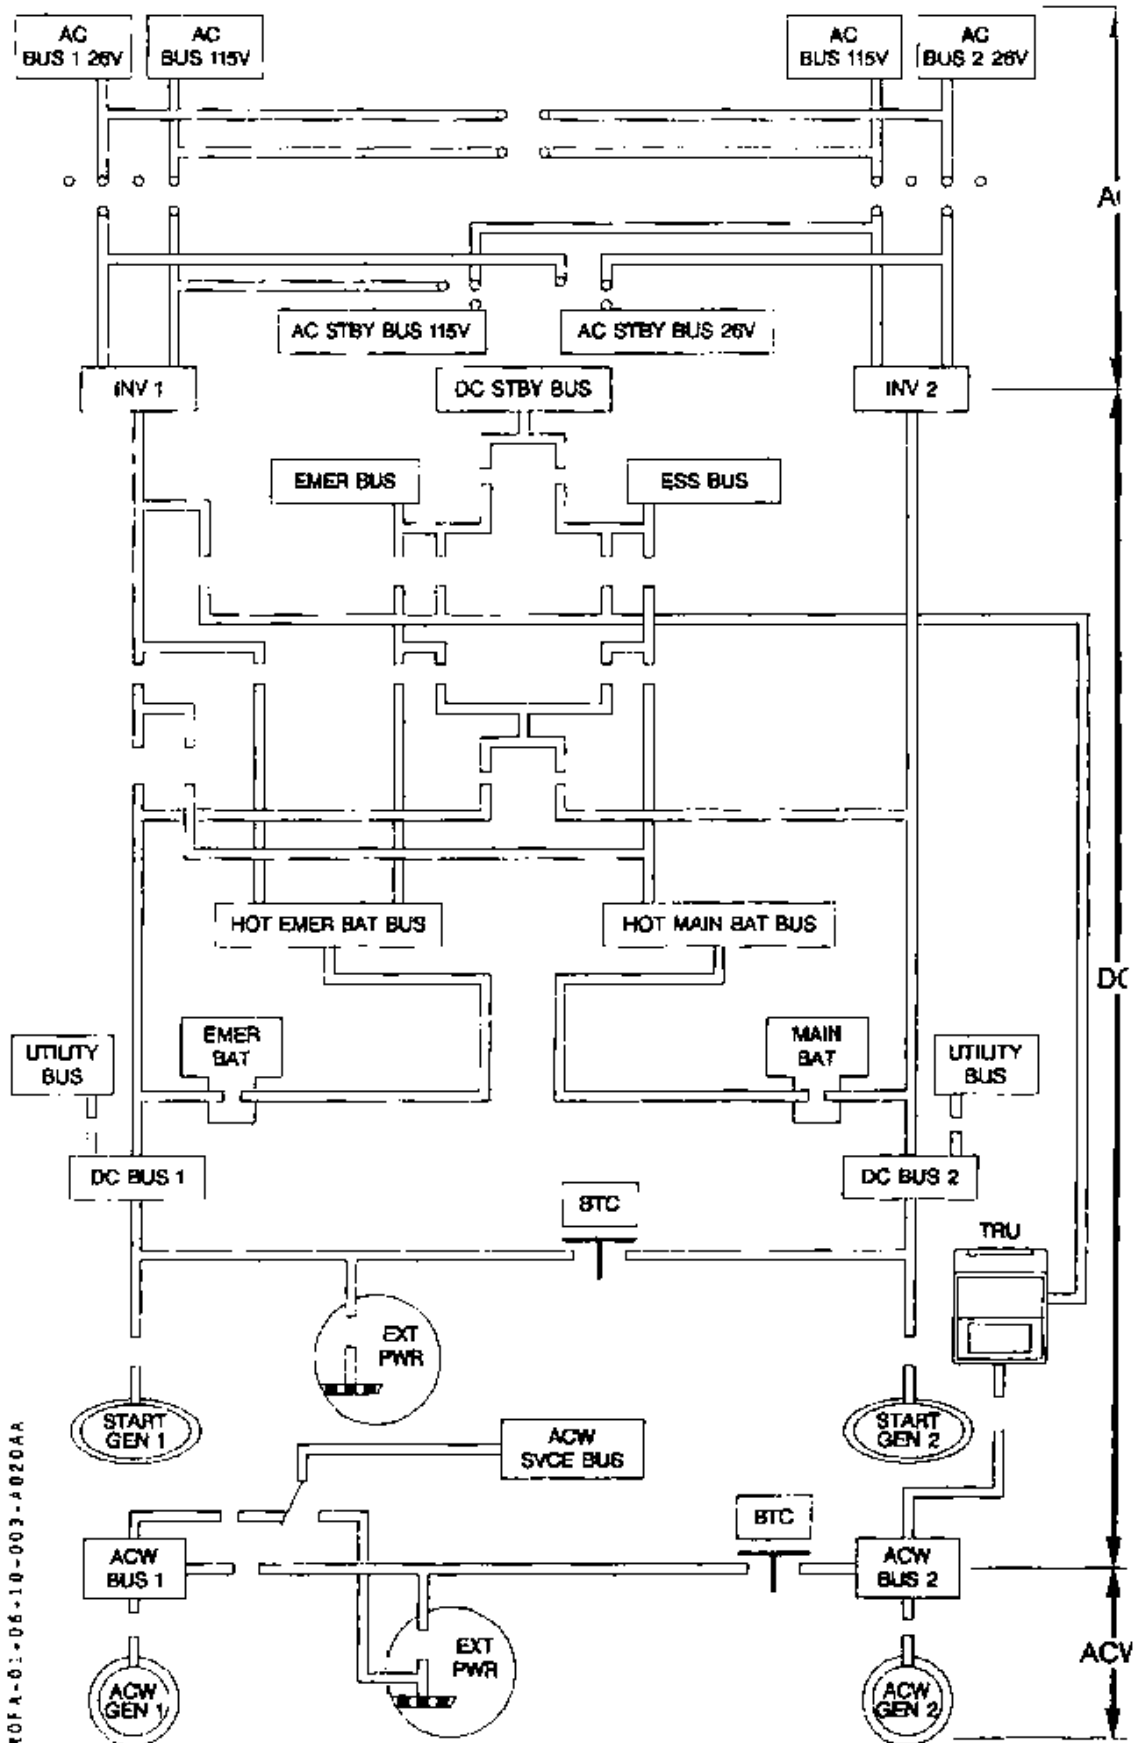 AC
BUS 1 26V
AC
BUS 115V
AC
BUS 115V
AC
BUS 2 26V
AC STBY BUS 115V
AC STBY BUS 26V
INV 1
DC STBY BUS
INV 2
EMER BUS
ESS BUS
HOT EMER BAT BUS
HOT MAIN BAT BUS
EMER
BAT
MAIN
BAT
UTILITY
BUS
UTILITY
BUS
DC BUS 1
DC BUS 2
BTC
TRU
EXT
PWR
START
GEN 1
START
GEN 2
ACW
SVCE BUS
BTC
ACW
BUS 1
ACW
BUS 2
EXT
PWR
ACW
GEN 1
ACW
GEN 2